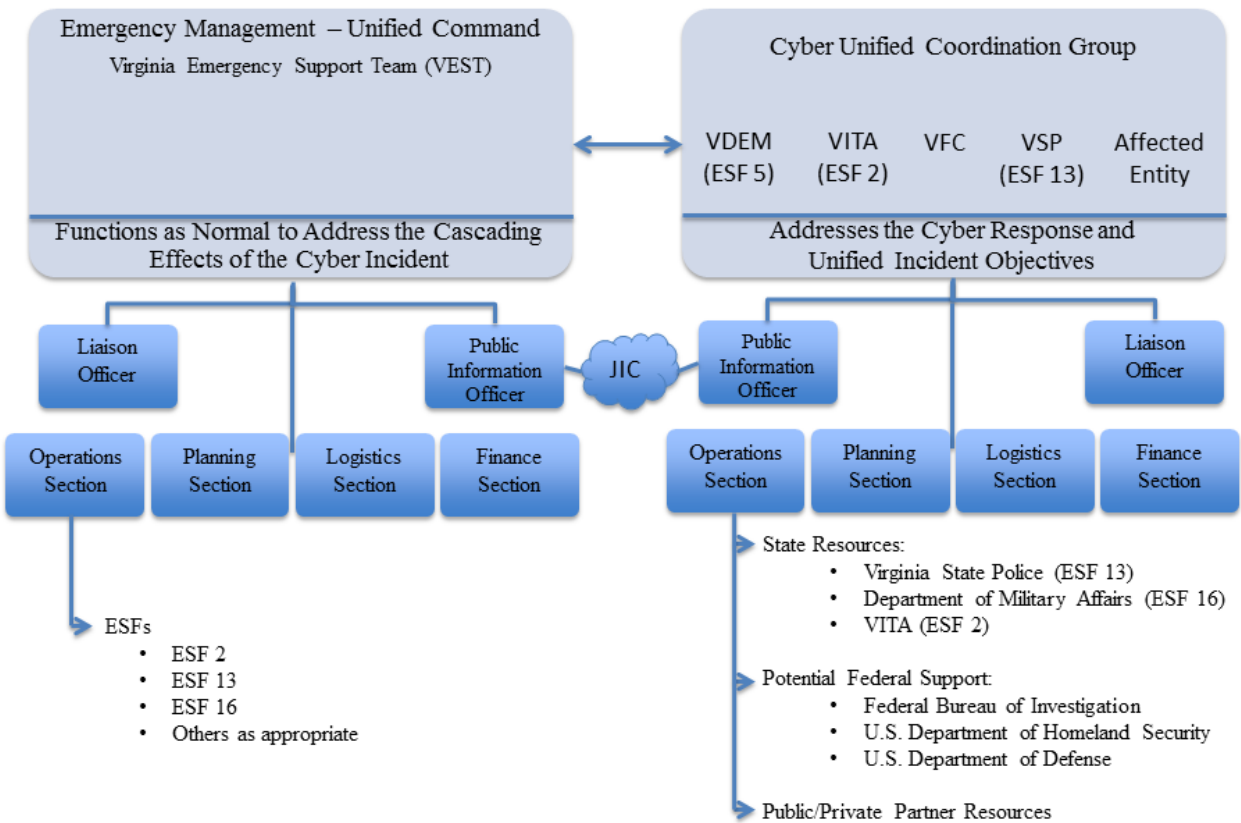 Emergency Management – Unified Command
Virginia Emergency Support Team (VEST)
Functions as Normal to Address the Cascading
Effects of the Cyber Incident
Cyber Unified Coordination Group
VDEM
(ESF 5)
VITA
(ESF 2)
VFC
VSP
(ESF 13)
Affected
Entity
Addresses the Cyber Response and
Unified Incident Objectives
Liaison
Officer
Public
Information
Officer
JIC
Public
Information
Officer
Liaison
Officer
Operations
Section
Planning
Section
Logistics
Section
Finance
Section
Operations
Section
Planning
Section
Logistics
Section
Finance
Section
ESFs
• ESF 2
• ESF 13
• ESF 16
• Others as appropriate
State Resources:
• Virginia State Police (ESF 13)
• Department of Military Affairs (ESF 16)
• VITA (ESF 2)
Potential Federal Support:
• Federal Bureau of Investigation
• U.S. Department of Homeland Security
• U.S. Department of Defense
Public/Private Partner Resources